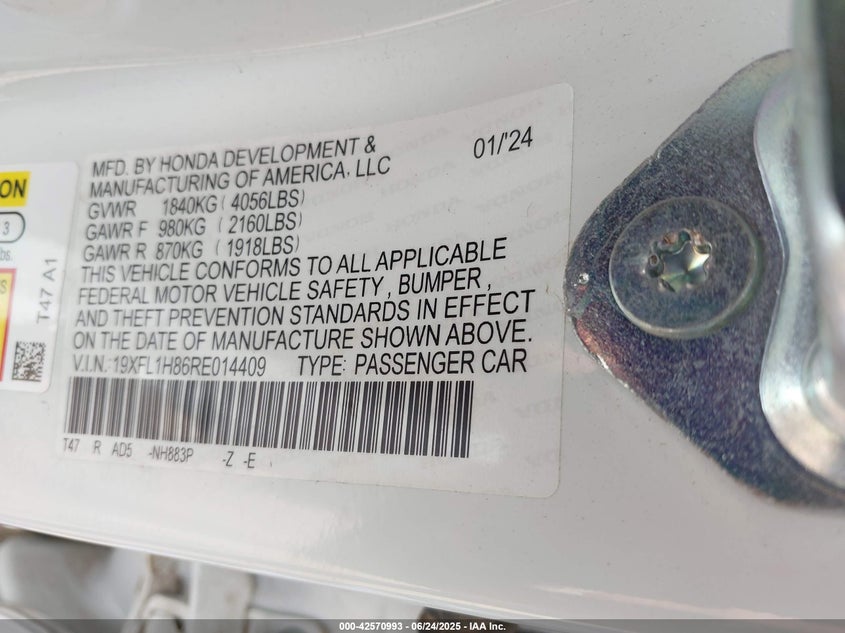 MFD. BY HONDA DEVELOPMENT &
MANUFACTURING OF AMERICA, LLC
01/'24
GVWR 1840KG ( 4056LBS)
GAWR F 980KG ( 2160LBS)
GAWR R 870KG ( 1918LBS)
THIS VEHICLE CONFORMS TO ALL APPLICABLE
FEDERAL MOTOR VEHICLE SAFETY , BUMPER ,
AND THEFT PREVENTION STANDARDS IN EFFECT
ON THE DATE OF MANUFACTURE SHOWN ABOVE.
V.I.N.: 19XFL1H86RE014409 TYPE: PASSENGER CAR
T47 R AD5 -NH883P -Z -E
ON
3
bs.
T47 A1
000-42570993 - 06/24/2025 - IAA Inc.